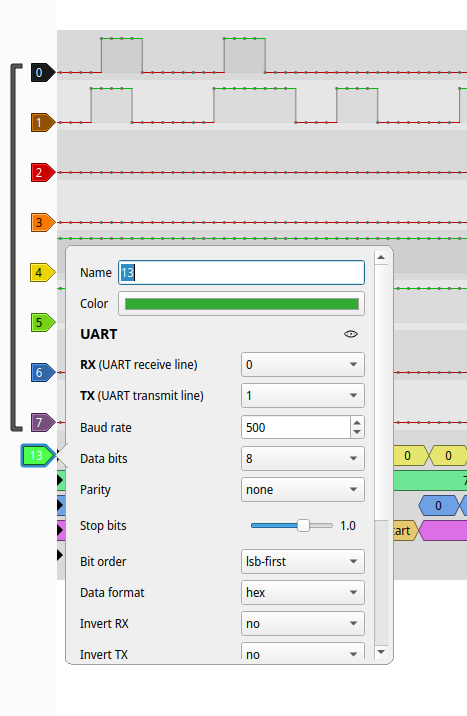 0
1
2
3
4
5
6
7
13
Name 13
Color
UART
RX (UART receive line) 0
TX (UART transmit line) 1
Baud rate 500
Data bits 8
Parity none
Stop bits 1.0
Bit order lsb-first
Data format hex
Invert RX no
Invert TX no
0 0
7
0
art